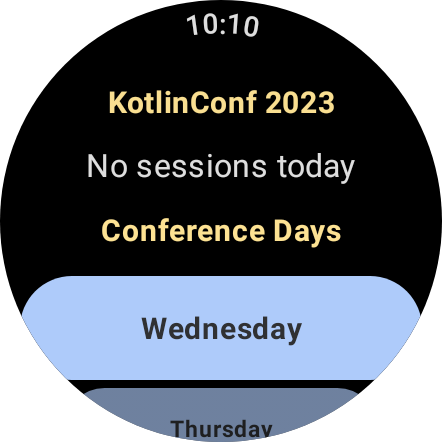 10:10
KotlinConf 2023
No sessions today
Conference Days
Wednesday
Thursday